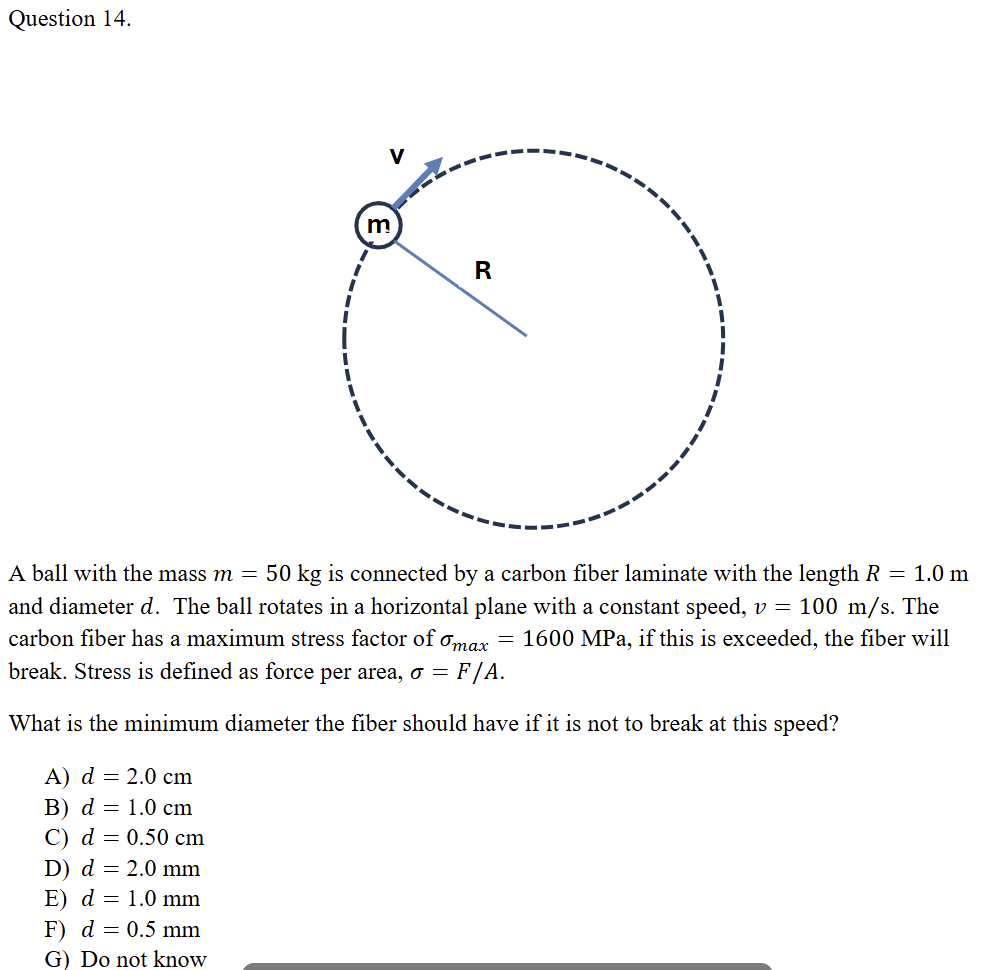 Question 14.
v
m
R
A ball with the mass m = 50 kg is connected by a carbon fiber laminate with the length R = 1.0 m
and diameter d. The ball rotates in a horizontal plane with a constant speed, v = 100 m/s. The
carbon fiber has a maximum stress factor of σ_max = 1600 MPa, if this is exceeded, the fiber will
break. Stress is defined as force per area, σ = F/A.
What is the minimum diameter the fiber should have if it is not to break at this speed?
A) d = 2.0 cm
B) d = 1.0 cm
C) d = 0.50 cm
D) d = 2.0 mm
E) d = 1.0 mm
F) d = 0.5 mm
G) Do not know